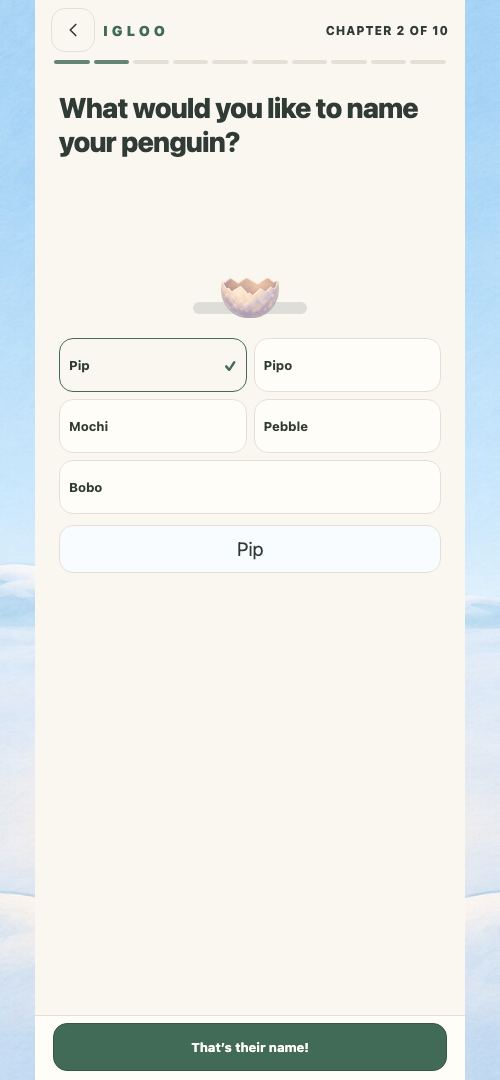 IGLOO
CHAPTER 2 OF 10
What would you like to name
your penguin?
Pip
Pipo
Mochi
Pebble
Bobo
Pip
That's their name!